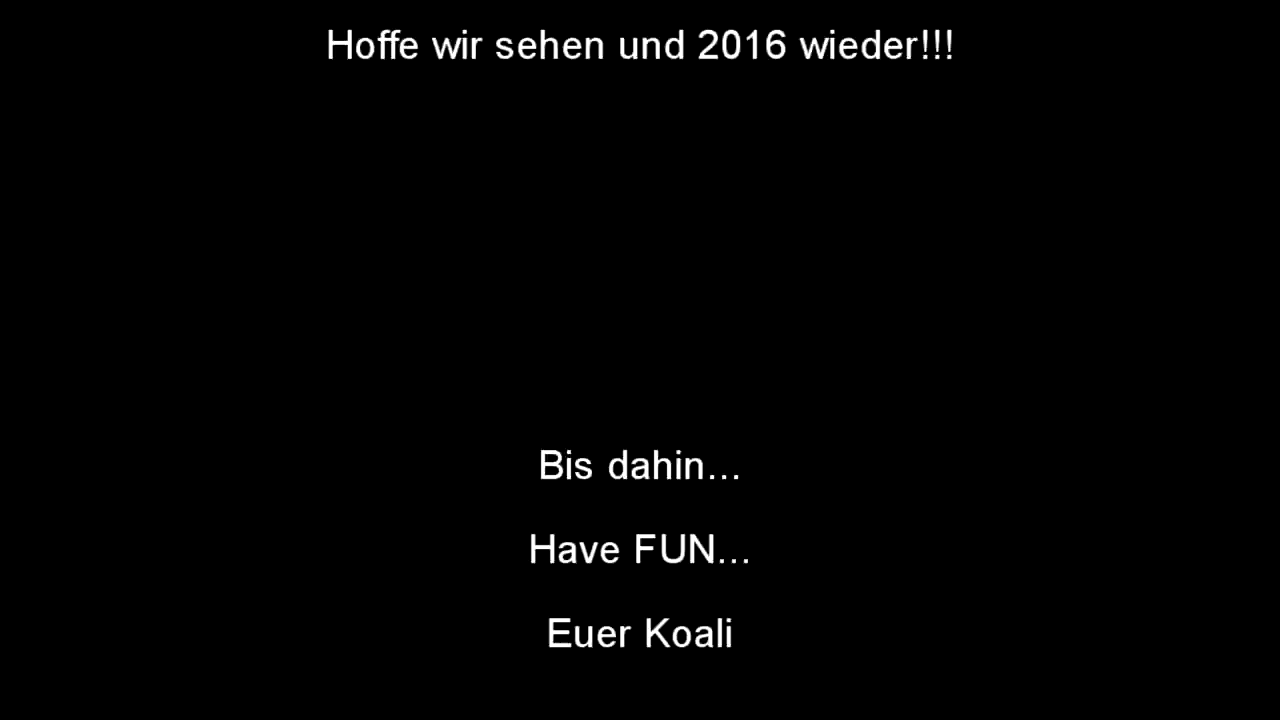 Hoffe wir sehen und 2016 wieder!!!
Bis dahin...
Have FUN...
Euer Koali